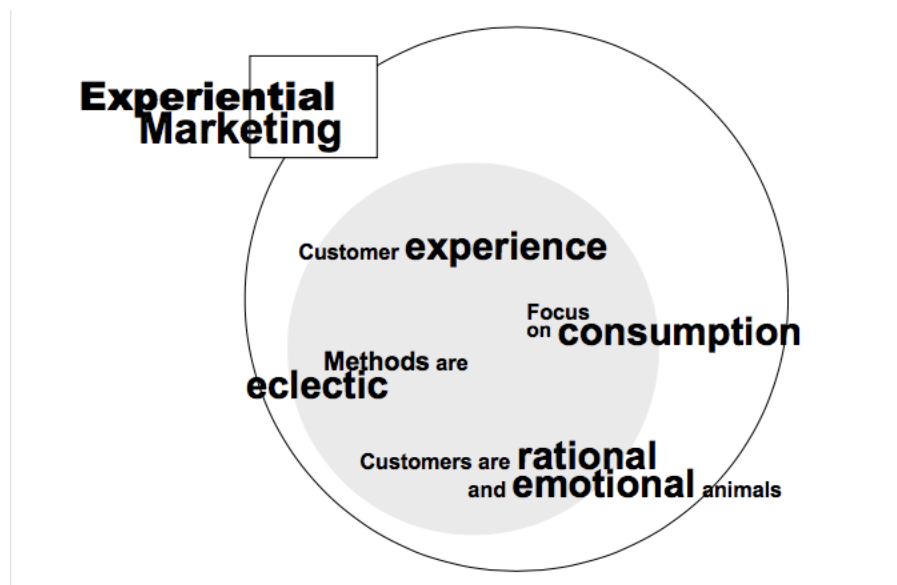 Experiential
Marketing
Customer experience
Focus
on consumption
Methods are
eclectic
Customers are rational
and emotional animals